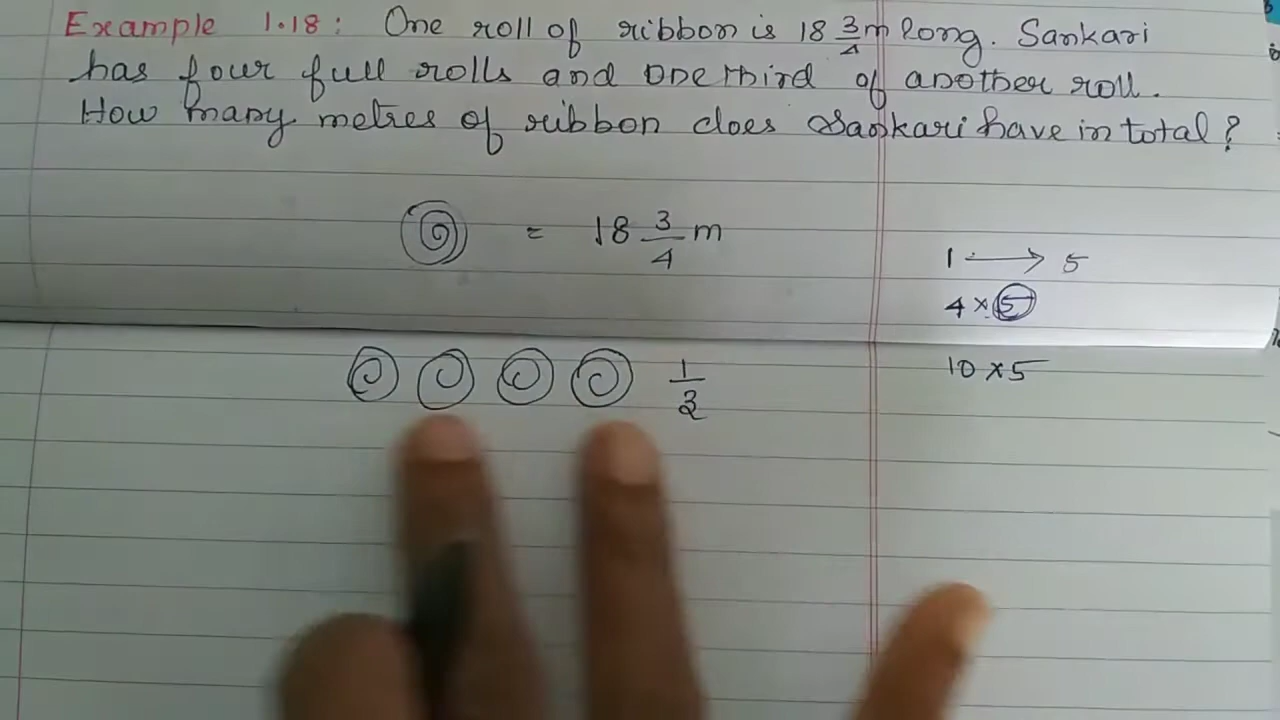 Example 1.18: One roll of ribbon is 18 3/4 m long. Sankari
has four full rolls and one third of another roll.
How many metres of ribbon does Sankari have in total?
= 18 3/4 m
1 → 5
4 × 5
1/3
10 × 5